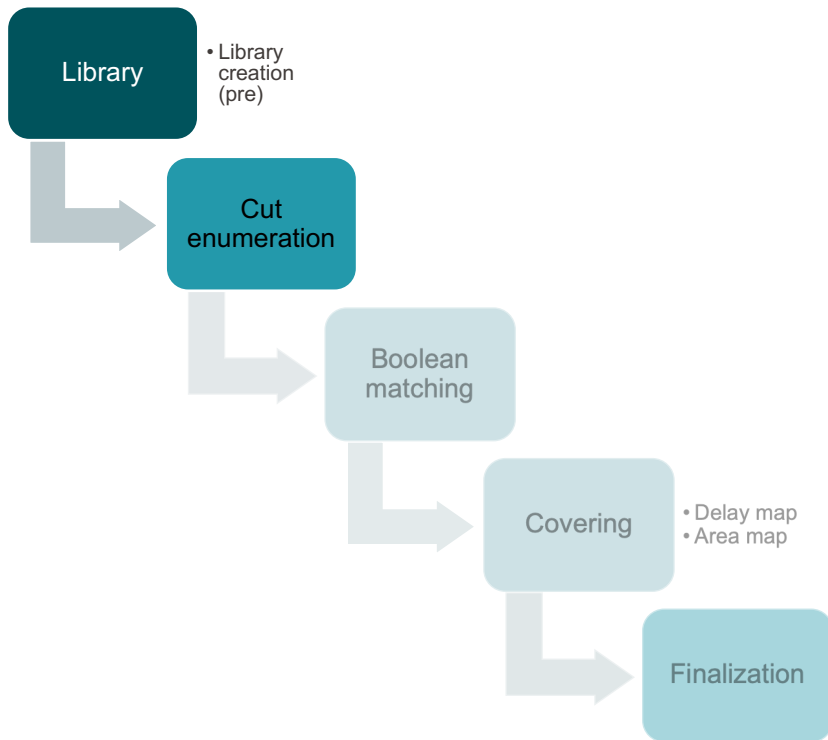 Library
• Library
creation
(pre)
Cut
enumeration
Boolean
matching
Covering
• Delay map
• Area map
Finalization